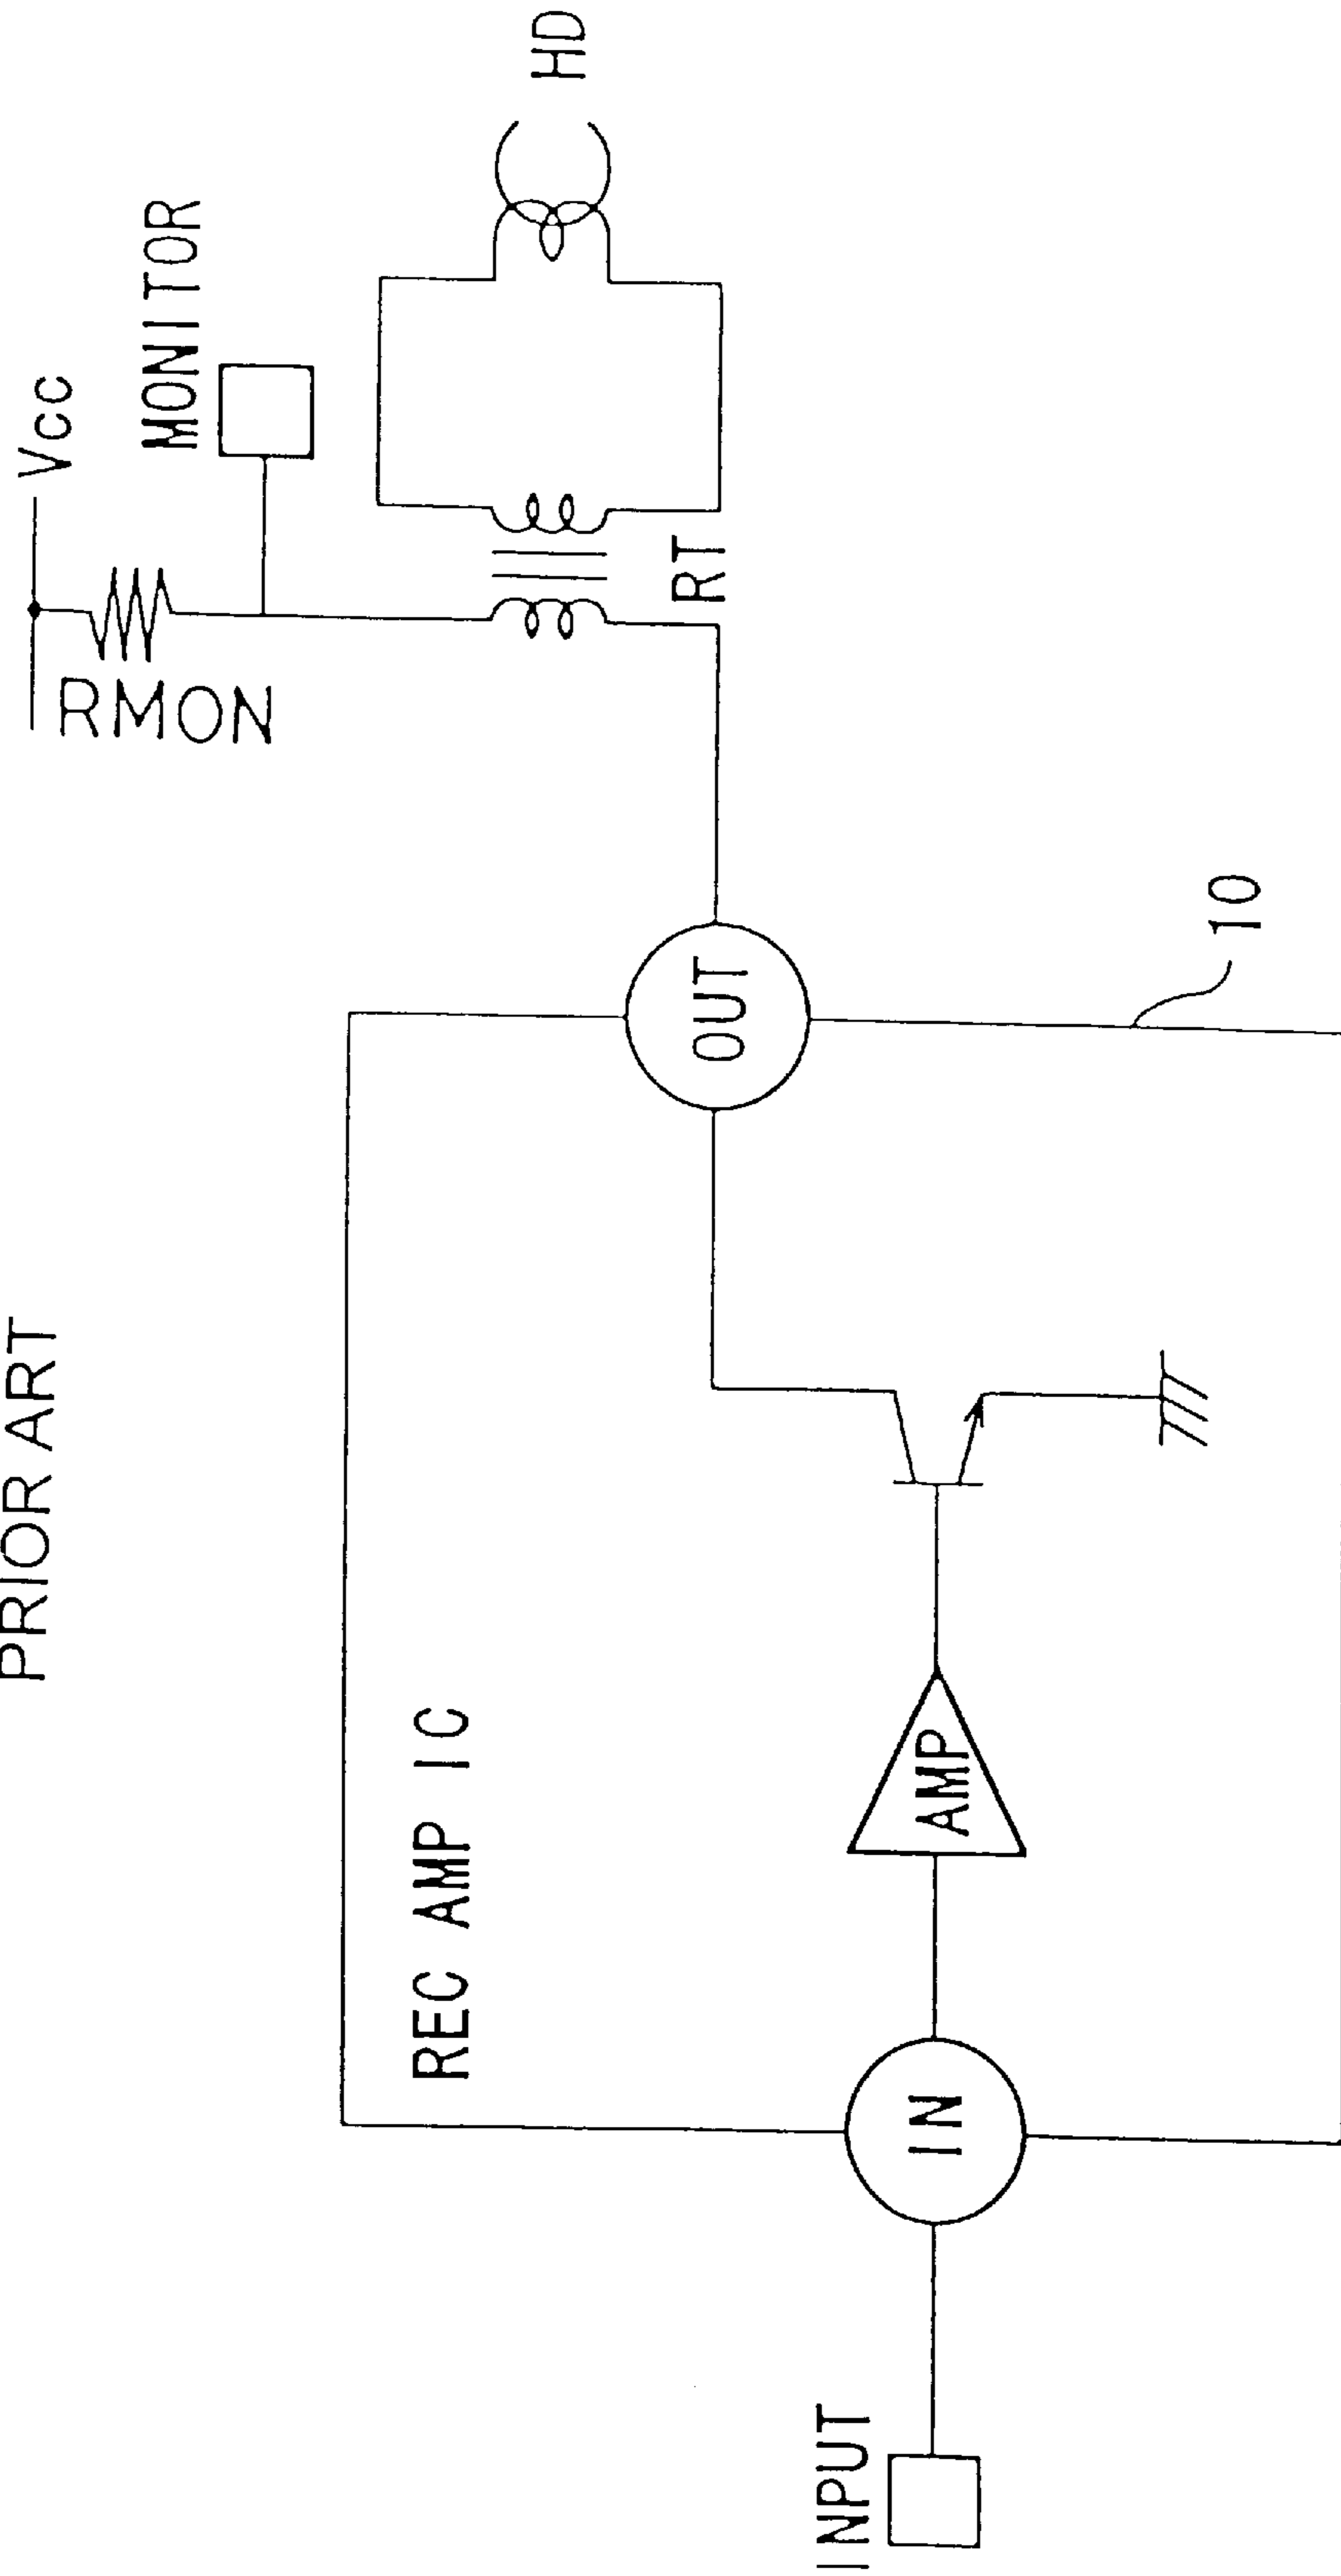 PRIOR ART
Vcc
RMON
MONITOR
HD
RT
REC AMP IC
OUT
INPUT
IN
AMP
10